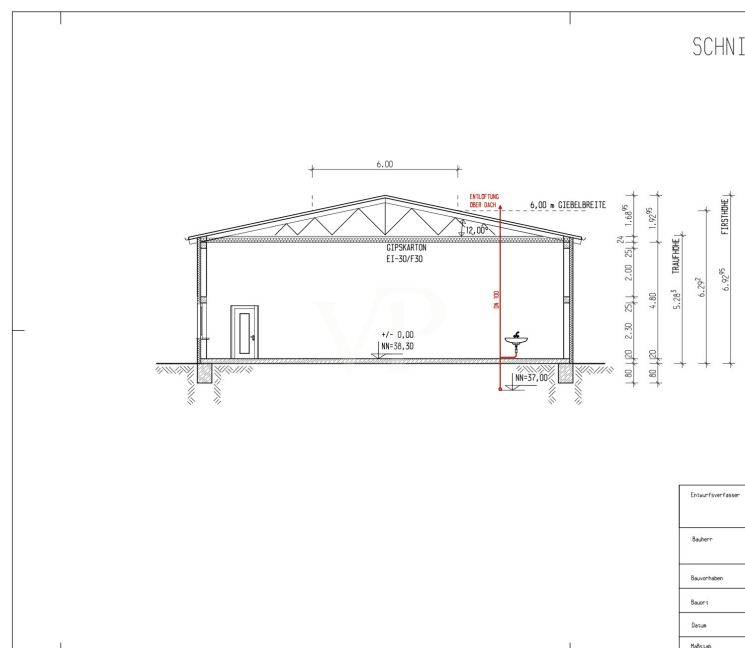 SCHNI
6.00
ENTLÜFTUNG
ÜBER DACH
6,00 m GIEBELBREITE
12,00°
GIPSKARTON
EI-30/F30
DN 100
+/- 0,00
NN=38,30
NN=37,00
1.68⁹⁵
24
25
2.00
25
2.30
20
80
1.92⁹⁵
4.80
20
80
TRAUFHÖHE
5.28³
6.29²
FIRSTHÖHE
6.92⁹⁵
VP
Entwurfsverfasser
Bauherr
Bauvorhaben
Bauort
Datum
Maßstab